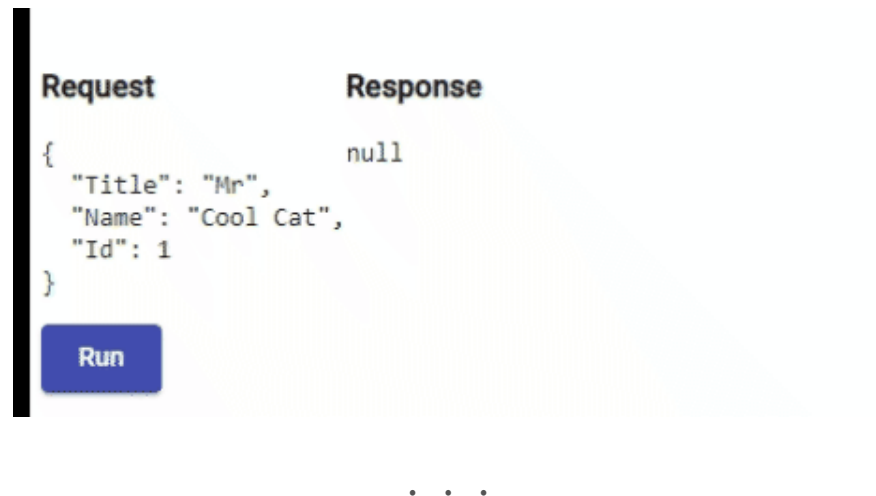 Request
Response
{
"Title": "Mr",
"Name": "Cool Cat",
"Id": 1
}
null
Run
. . .